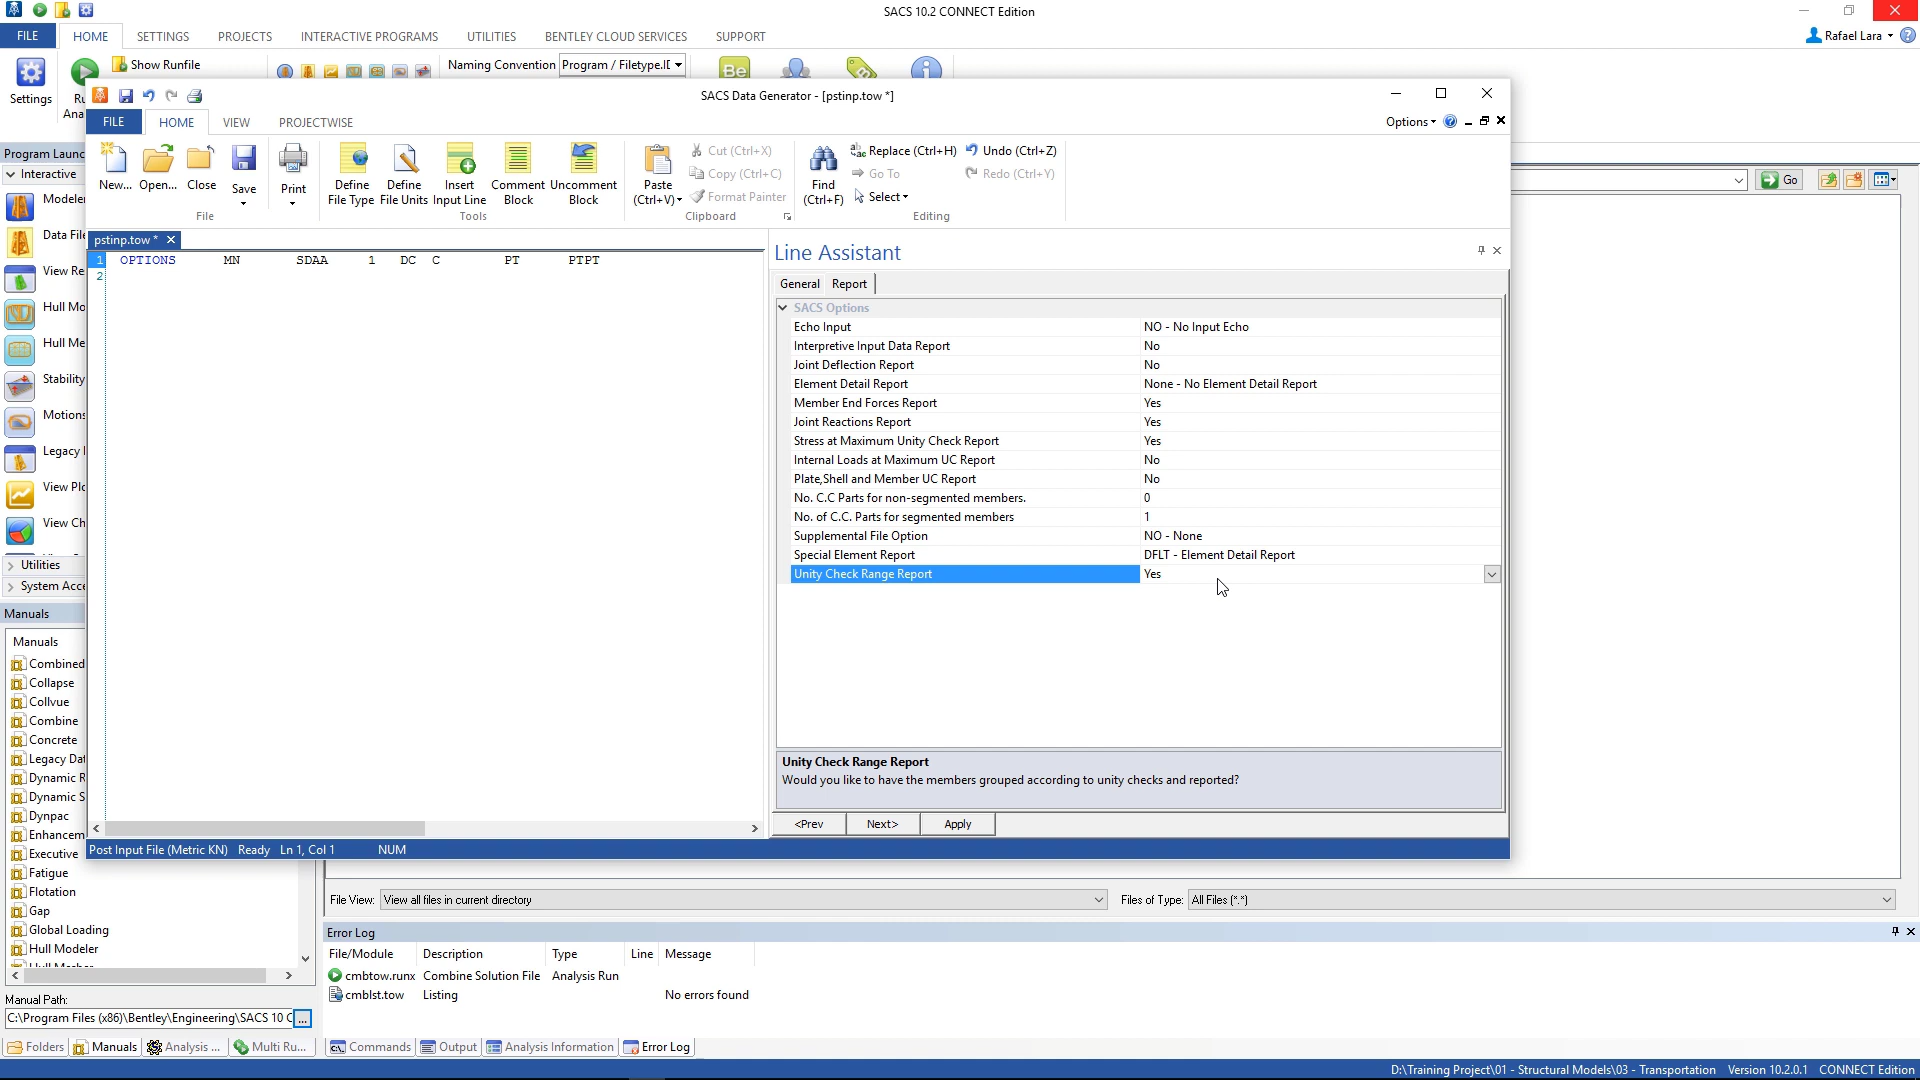 SACS 10.2 CONNECT Edition
FILE HOME SETTINGS PROJECTS INTERACTIVE PROGRAMS UTILITIES BENTLEY CLOUD SERVICES SUPPORT
Rafael Lara
Show Runfile
Naming Convention Program / Filetype.I
Be
Settings
SACS Data Generator - [pstinp.tow *]
FILE HOME VIEW PROJECTWISE
Options
New... Open... Close Save Print
Define File Type
Define File Units
Insert Input Line
Comment Block
Uncomment Block
Paste (Ctrl+V)
Cut (Ctrl+X)
Copy (Ctrl+C)
Format Painter
Find (Ctrl+F)
Replace (Ctrl+H)
Go To
Select
Undo (Ctrl+Z)
Redo (Ctrl+Y)
File Tools Clipboard Editing
Program Launc
Interactive
Modele
Data File
View Re
Hull Mo
Hull Me
Stability
Motions
Legacy
View Plo
View Ch
Utilities
System Acce
Go
pstinp.tow *
1 OPTIONS MN SDAA 1 DC C PT PTPT
2
Line Assistant
General Report
SACS Options
Echo Input NO - No Input Echo
Interpretive Input Data Report No
Joint Deflection Report No
Element Detail Report None - No Element Detail Report
Member End Forces Report Yes
Joint Reactions Report Yes
Stress at Maximum Unity Check Report Yes
Internal Loads at Maximum UC Report No
Plate,Shell and Member UC Report No
No. C.C Parts for non-segmented members. 0
No. of C.C. Parts for segmented members 1
Supplemental File Option NO - None
Special Element Report DFLT - Element Detail Report
Unity Check Range Report Yes
Unity Check Range Report
Would you like to have the members grouped according to unity checks and reported?
<Prev Next> Apply
Post Input File (Metric KN) Ready Ln 1, Col 1 NUM
Manuals
Manuals
Combined
Collapse
Collvue
Combine
Concrete
Legacy Dat
Dynamic R
Dynamic S
Dynpac
Enhancem
Executive
Fatigue
Flotation
Gap
Global Loading
Hull Modeler
Manual Path:
C:\Program Files (x86)\Bentley\Engineering\SACS 10 C ...
Folders Manuals Analysis ... Multi Ru...
File View: View all files in current directory
Files of Type: All Files (*.*)
Error Log
File/Module Description Type Line Message
cmbtow.runx Combine Solution File Analysis Run
cmblst.tow Listing No errors found
Commands Output Analysis Information Error Log
D:\Training Project\01 - Structural Models\03 - Transportation Version 10.2.0.1 CONNECT Edition